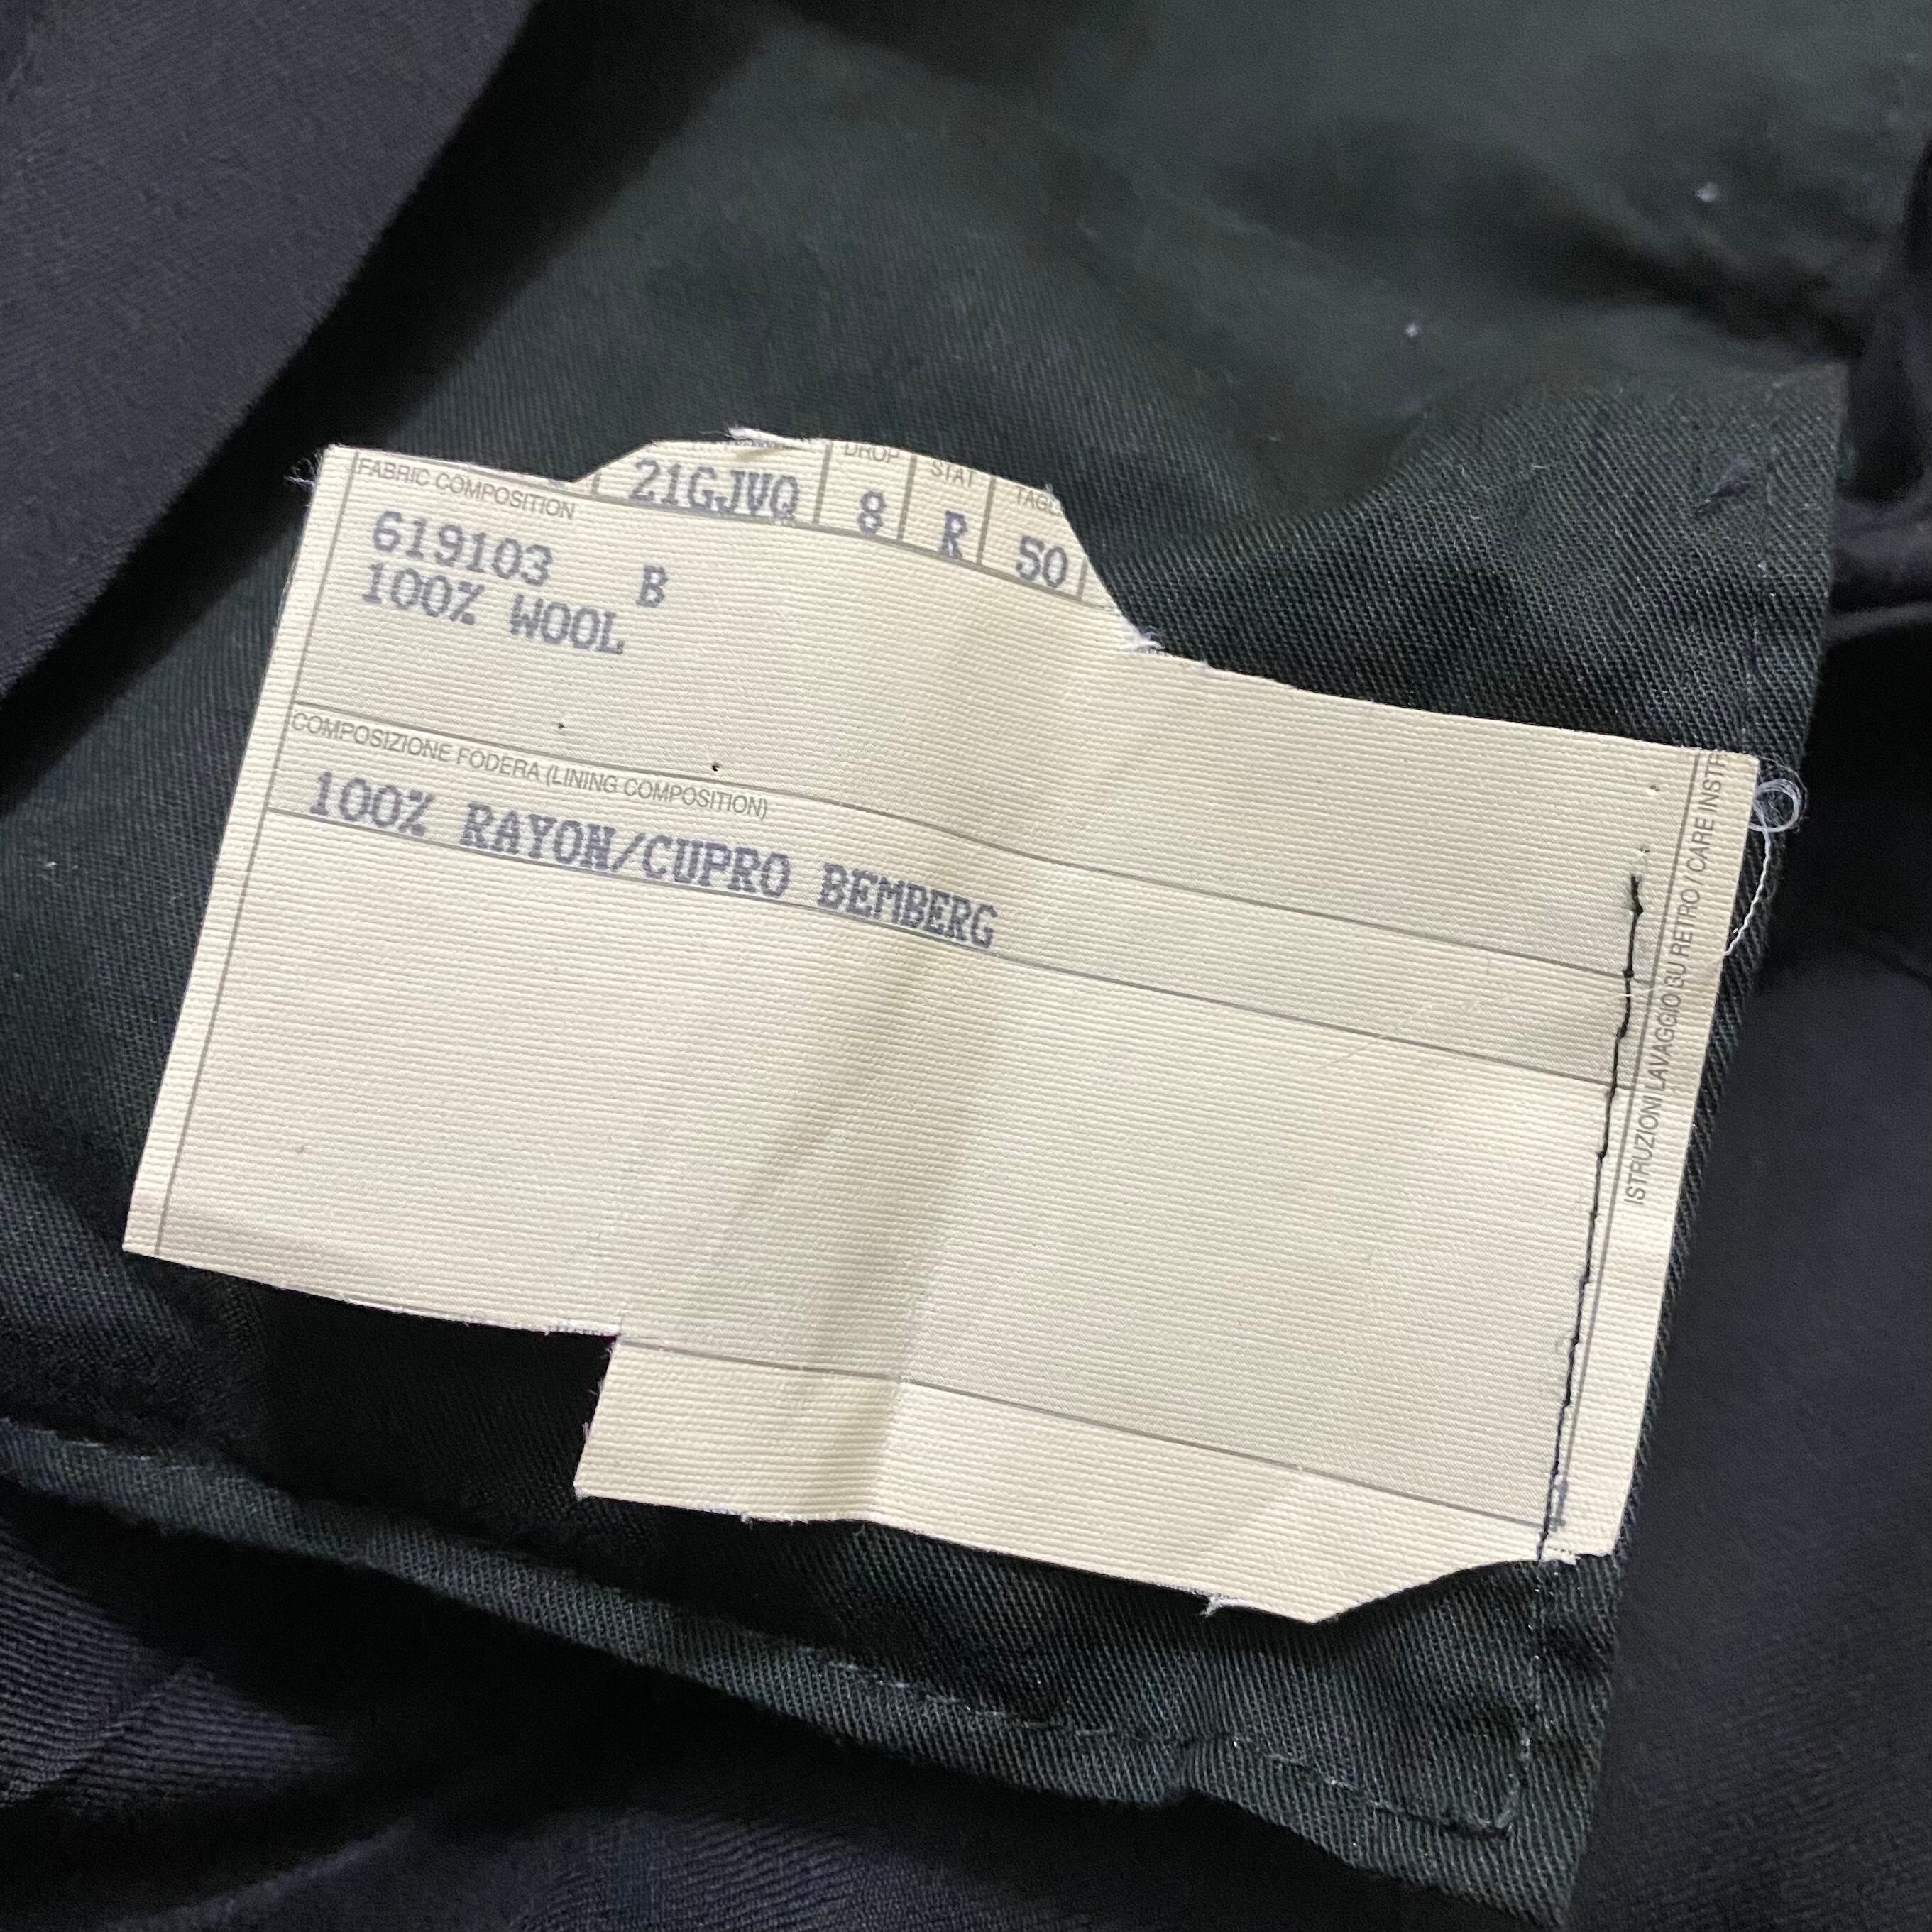 DROP
STAT
21GJVQ 8 R 50
FABRIC COMPOSITION
619103 B
100% WOOL
COMPOSIZIONE FODERA (LINING COMPOSITION)
100% RAYON/CUPRO BEMBERG
ISTRUZIONI LAVAGGIO SU RETRO / CARE INSTR